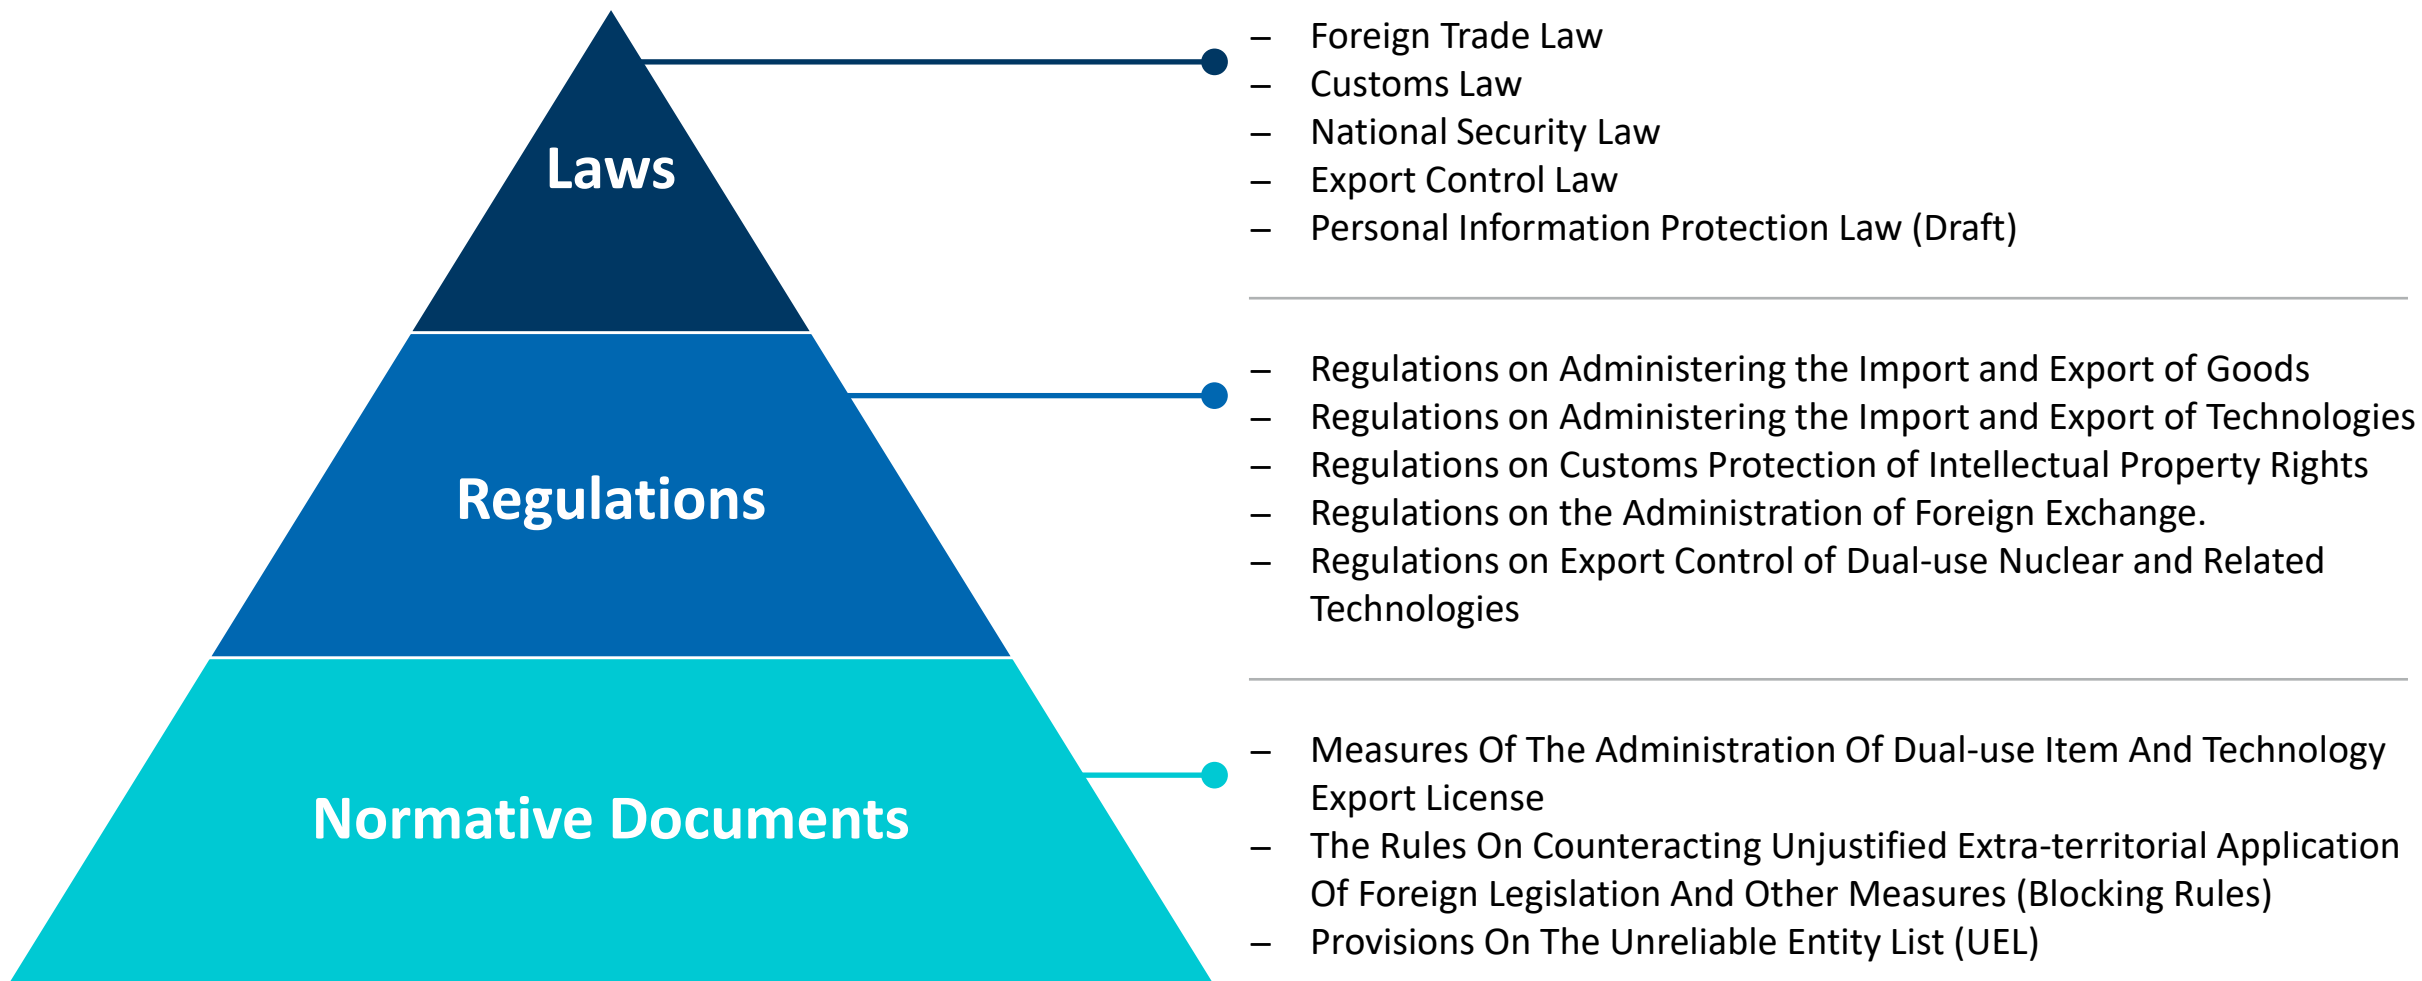 Laws
– Foreign Trade Law
– Customs Law
– National Security Law
– Export Control Law
– Personal Information Protection Law (Draft)
Regulations
– Regulations on Administering the Import and Export of Goods
– Regulations on Administering the Import and Export of Technologies
– Regulations on Customs Protection of Intellectual Property Rights
– Regulations on the Administration of Foreign Exchange.
– Regulations on Export Control of Dual-use Nuclear and Related
Technologies
Normative Documents
– Measures Of The Administration Of Dual-use Item And Technology
Export License
– The Rules On Counteracting Unjustified Extra-territorial Application
Of Foreign Legislation And Other Measures (Blocking Rules)
– Provisions On The Unreliable Entity List (UEL)